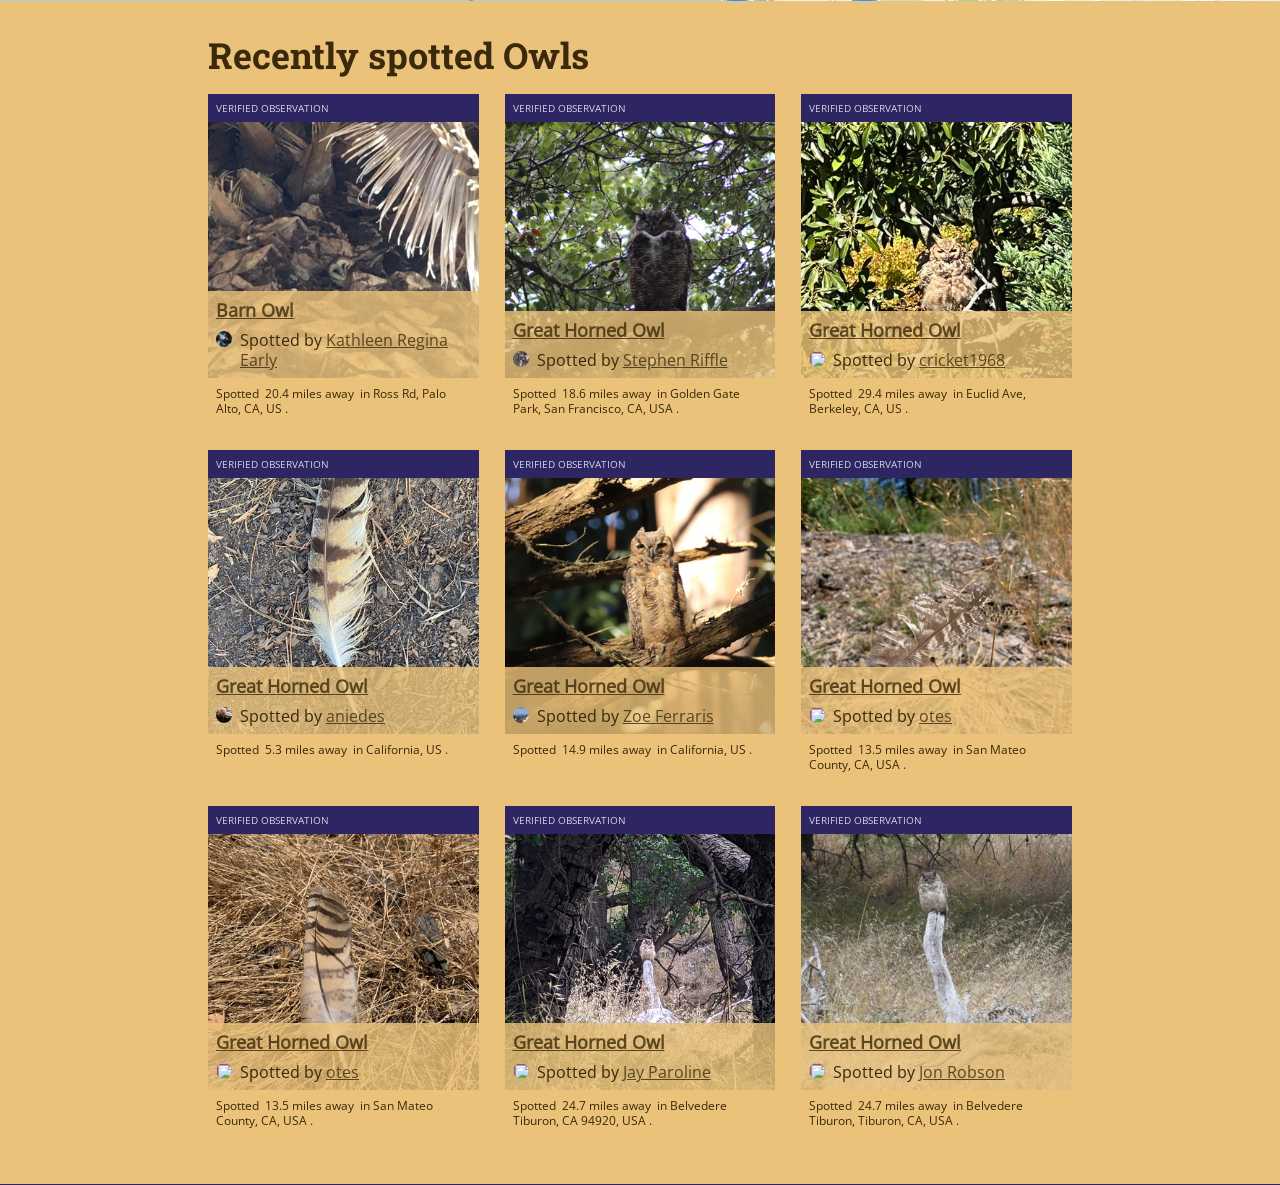 Recently spotted Owls
VERIFIED OBSERVATION
Barn Owl
Spotted by Kathleen Regina
Early
Spotted 20.4 miles away in Ross Rd, Palo
Alto, CA, US .
VERIFIED OBSERVATION
Great Horned Owl
Spotted by Stephen Riffle
Spotted 18.6 miles away in Golden Gate
Park, San Francisco, CA, USA .
VERIFIED OBSERVATION
Great Horned Owl
Spotted by cricket1968
Spotted 29.4 miles away in Euclid Ave,
Berkeley, CA, US .
VERIFIED OBSERVATION
Great Horned Owl
Spotted by aniedes
Spotted 5.3 miles away in California, US .
VERIFIED OBSERVATION
Great Horned Owl
Spotted by Zoe Ferraris
Spotted 14.9 miles away in California, US .
VERIFIED OBSERVATION
Great Horned Owl
Spotted by otes
Spotted 13.5 miles away in San Mateo
County, CA, USA .
VERIFIED OBSERVATION
Great Horned Owl
Spotted by otes
Spotted 13.5 miles away in San Mateo
County, CA, USA .
VERIFIED OBSERVATION
Great Horned Owl
Spotted by Jay Paroline
Spotted 24.7 miles away in Belvedere
Tiburon, CA 94920, USA .
VERIFIED OBSERVATION
Great Horned Owl
Spotted by Jon Robson
Spotted 24.7 miles away in Belvedere
Tiburon, Tiburon, CA, USA .